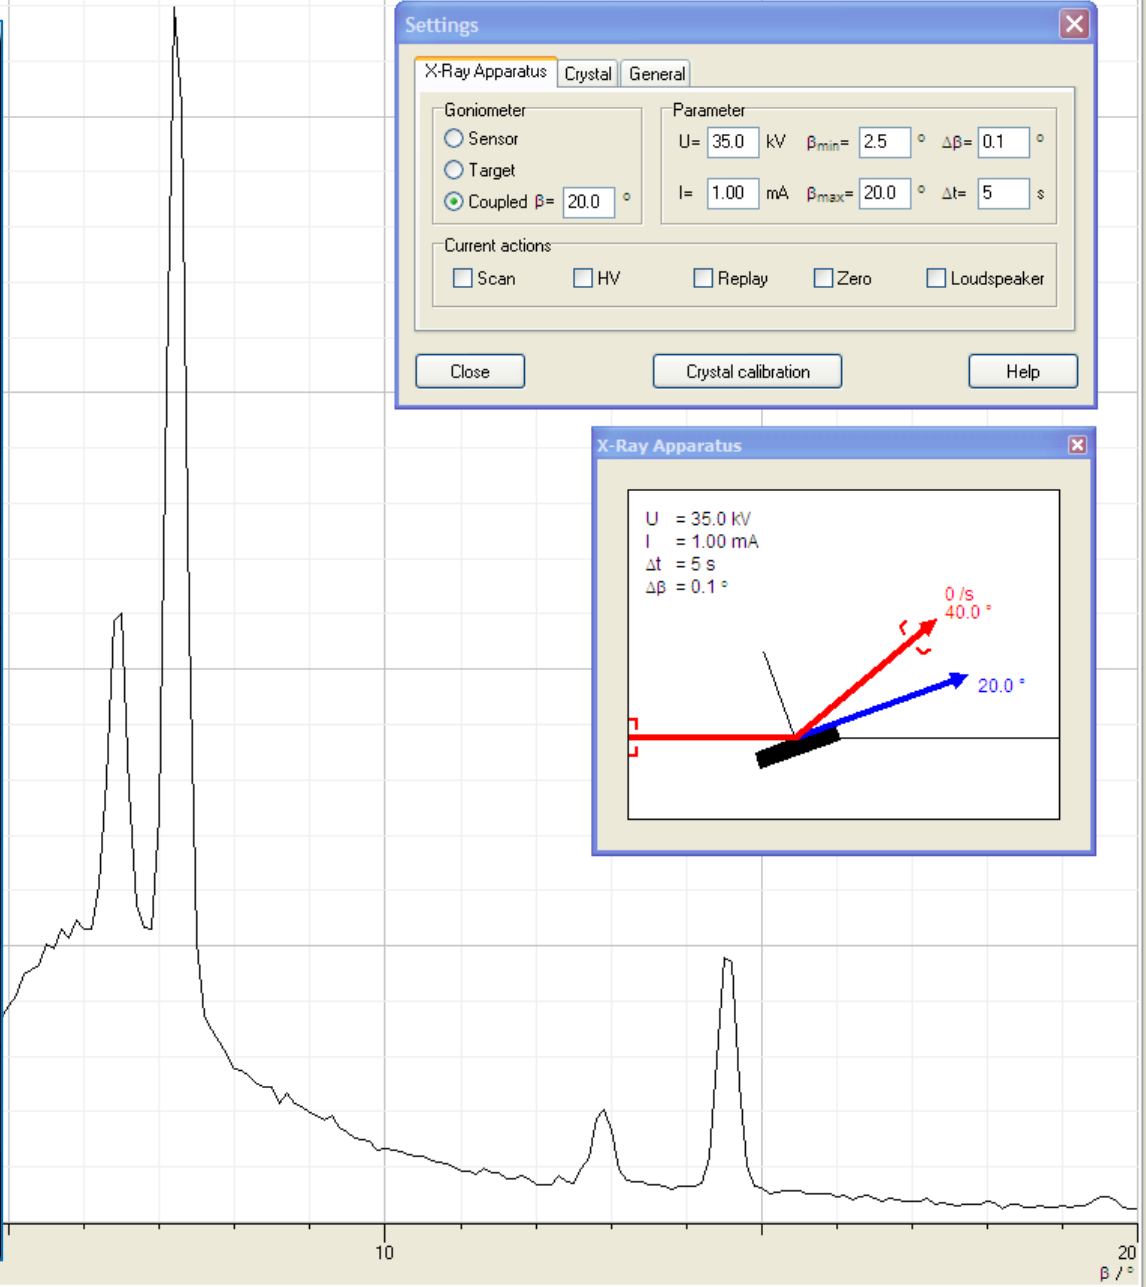 Settings
X-Ray Apparatus Crystal General
Goniometer
Sensor
Target
Coupled β= 20.0 °
Parameter
U= 35.0 kV βmin= 2.5 ° Δβ= 0.1 °
I= 1.00 mA βmax= 20.0 ° Δt= 5 s
Current actions
Scan HV Replay Zero Loudspeaker
Close Crystal calibration Help
X-Ray Apparatus
U = 35.0 kV
I = 1.00 mA
Δt = 5 s
Δβ = 0.1 °
0 /s
40.0 °
20.0 °
10 20
β / °